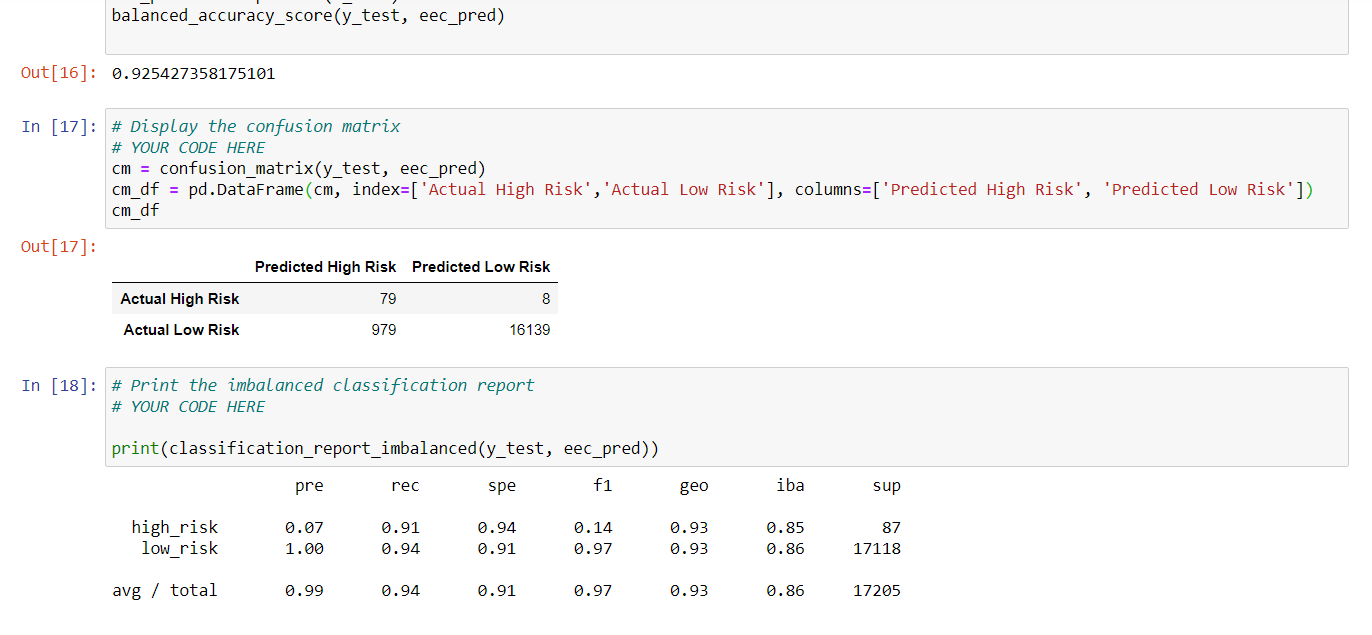 balanced_accuracy_score(y_test, eec_pred)
Out[16]: 0.925427358175101
In [17]: # Display the confusion matrix
# YOUR CODE HERE
cm = confusion_matrix(y_test, eec_pred)
cm_df = pd.DataFrame(cm, index=['Actual High Risk','Actual Low Risk'], columns=['Predicted High Risk', 'Predicted Low Risk'])
cm_df
Out[17]:
Predicted High Risk Predicted Low Risk
Actual High Risk 79 8
Actual Low Risk 979 16139
In [18]: # Print the imbalanced classification report
# YOUR CODE HERE
print(classification_report_imbalanced(y_test, eec_pred))
pre rec spe f1 geo iba sup
high_risk 0.07 0.91 0.94 0.14 0.93 0.85 87
low_risk 1.00 0.94 0.91 0.97 0.93 0.86 17118
avg / total 0.99 0.94 0.91 0.97 0.93 0.86 17205